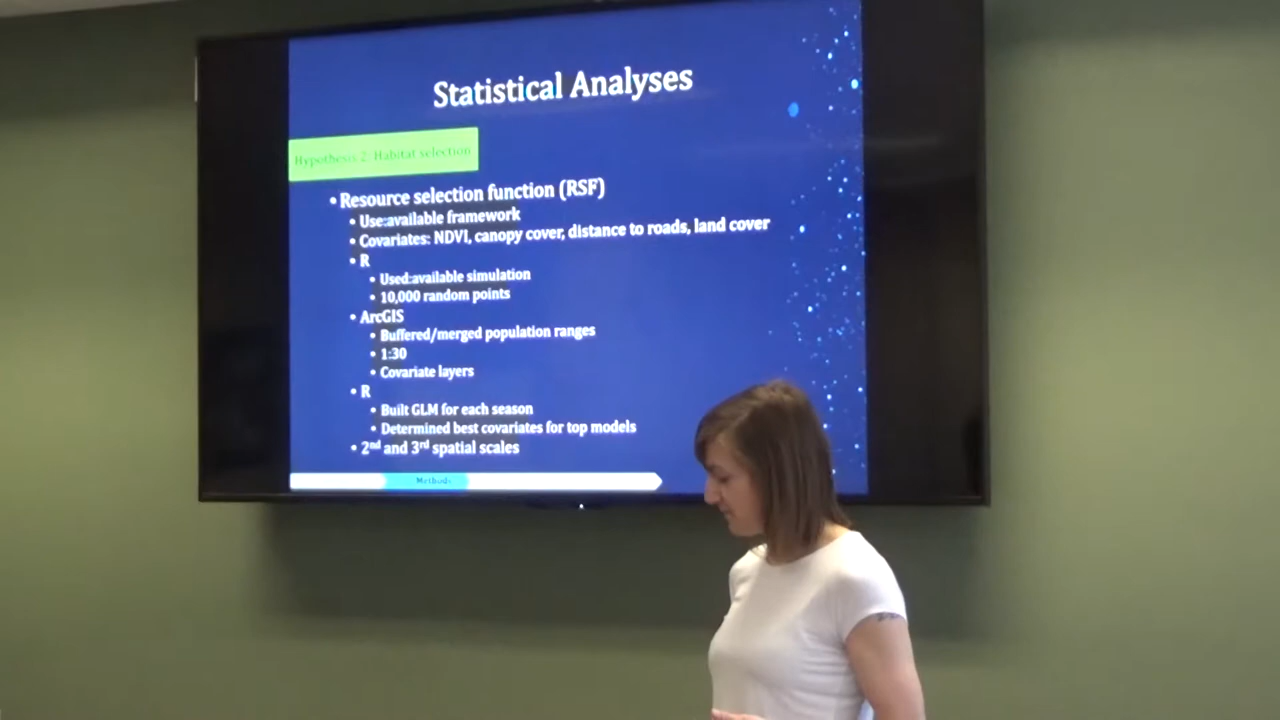 Statistical Analyses
Hypothesis 2: Habitat selection
• Resource selection function (RSF)
• Use:available framework
• Covariates: NDVI, canopy cover, distance to roads, land cover
• R
• Used:available simulation
• 10,000 random points
• ArcGIS
• Buffered/merged population ranges
• 1:30
• Covariate layers
• R
• Built GLM for each season
• Determined best covariates for top models
• 2nd and 3rd spatial scales
Methods